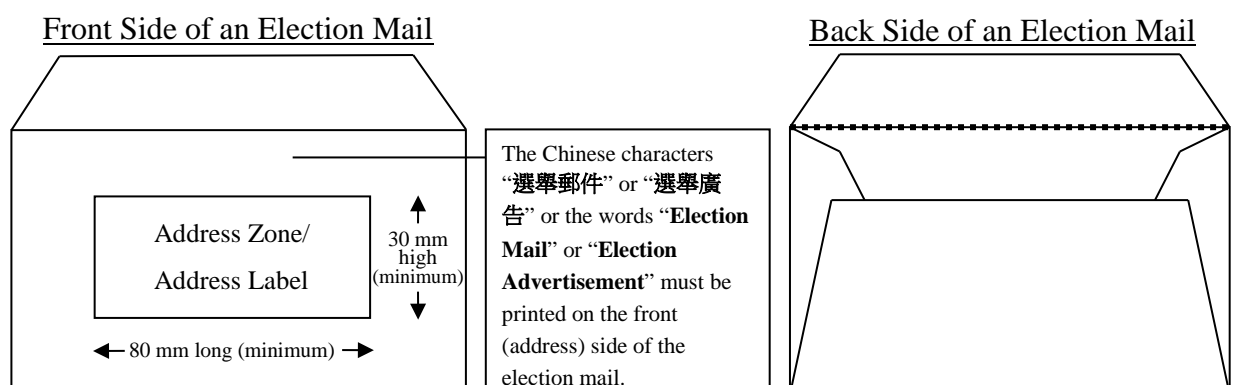 Front Side of an Election Mail
Back Side of an Election Mail
The Chinese characters
“選舉郵件” or “選舉廣
告” or the words “Election
Mail” or “Election
Advertisement” must be
printed on the front
(address) side of the
election mail.
Address Zone/
Address Label
30 mm
high
(minimum)
80 mm long (minimum)